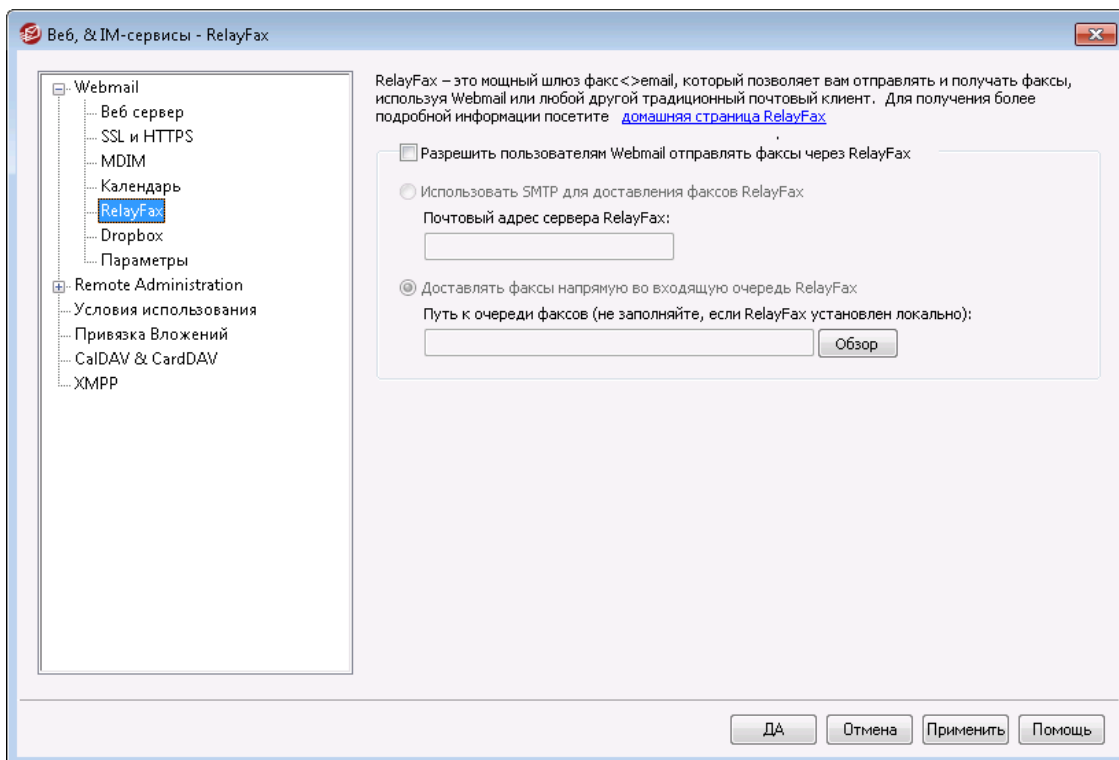 Веб, & IM-сервисы - RelayFax
Webmail
Веб сервер
SSL и HTTPS
MDIM
Календарь
RelayFax
Dropbox
Параметры
Remote Administration
Условия использования
Привязка Вложений
CalDAV & CardDAV
XMPP
RelayFax – это мощный шлюз факс<>email, который позволяет вам отправлять и получать факсы,
используя Webmail или любой другой традиционный почтовый клиент. Для получения более
подробной информации посетите домашняя страница RelayFax
Разрешить пользователям Webmail отправлять факсы через RelayFax
Использовать SMTP для доставления факсов RelayFax
Почтовый адрес сервера RelayFax:
Доставлять факсы напрямую во входящую очередь RelayFax
Путь к очереди факсов (не заполняйте, если RelayFax установлен локально):
Обзор
ДА Отмена Применить Помощь